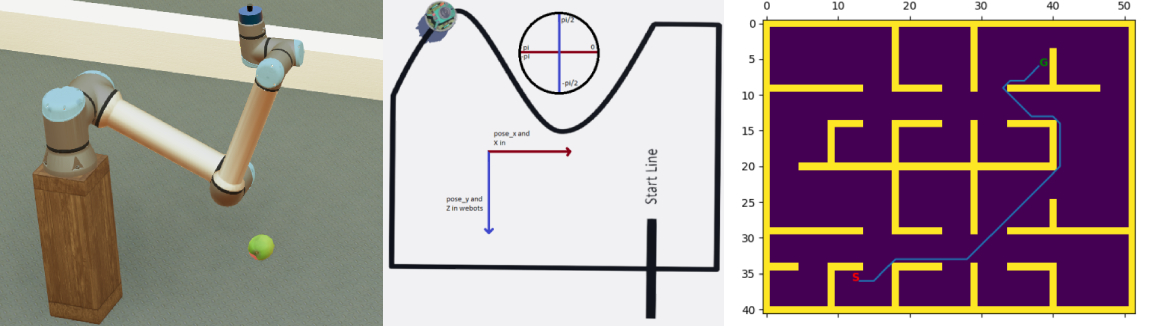 pi/2
pi
-pi
0
-pi/2
pose_x and
X in
pose_y and
Z in webots
Start Line
0 10 20 30 40 50
0
5
10
15
20
25
30
35
40
G
S